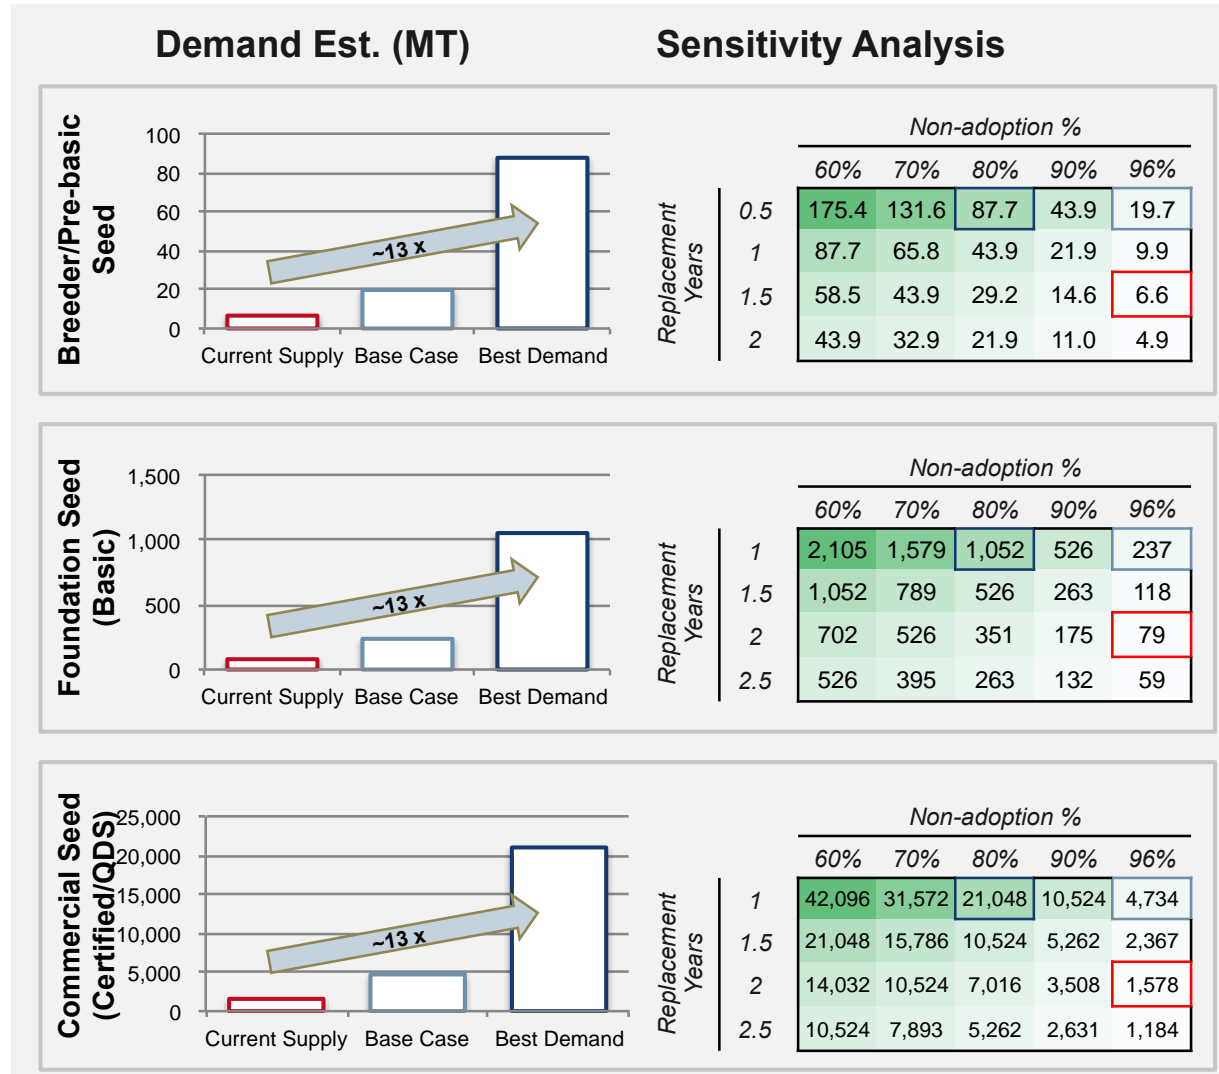 Demand Est. (MT)
Sensitivity Analysis
Breeder/Pre-basic
Seed
100
80
60
40
20
0
~13 x
Current Supply Base Case Best Demand
Non-adoption %
60% 70% 80% 90% 96%
Replacement
Years
0.5 175.4 131.6 87.7 43.9 19.7
1 87.7 65.8 43.9 21.9 9.9
1.5 58.5 43.9 29.2 14.6 6.6
2 43.9 32.9 21.9 11.0 4.9
Foundation Seed
(Basic)
1,500
1,000
500
0
~13 x
Current Supply Base Case Best Demand
Non-adoption %
60% 70% 80% 90% 96%
Replacement
Years
1 2,105 1,579 1,052 526 237
1.5 1,052 789 526 263 118
2 702 526 351 175 79
2.5 526 395 263 132 59
Commercial Seed
(Certified/QDS)
25,000
20,000
15,000
10,000
5,000
0
~13 x
Current Supply Base Case Best Demand
Non-adoption %
60% 70% 80% 90% 96%
Replacement
Years
1 42,096 31,572 21,048 10,524 4,734
1.5 21,048 15,786 10,524 5,262 2,367
2 14,032 10,524 7,016 3,508 1,578
2.5 10,524 7,893 5,262 2,631 1,184